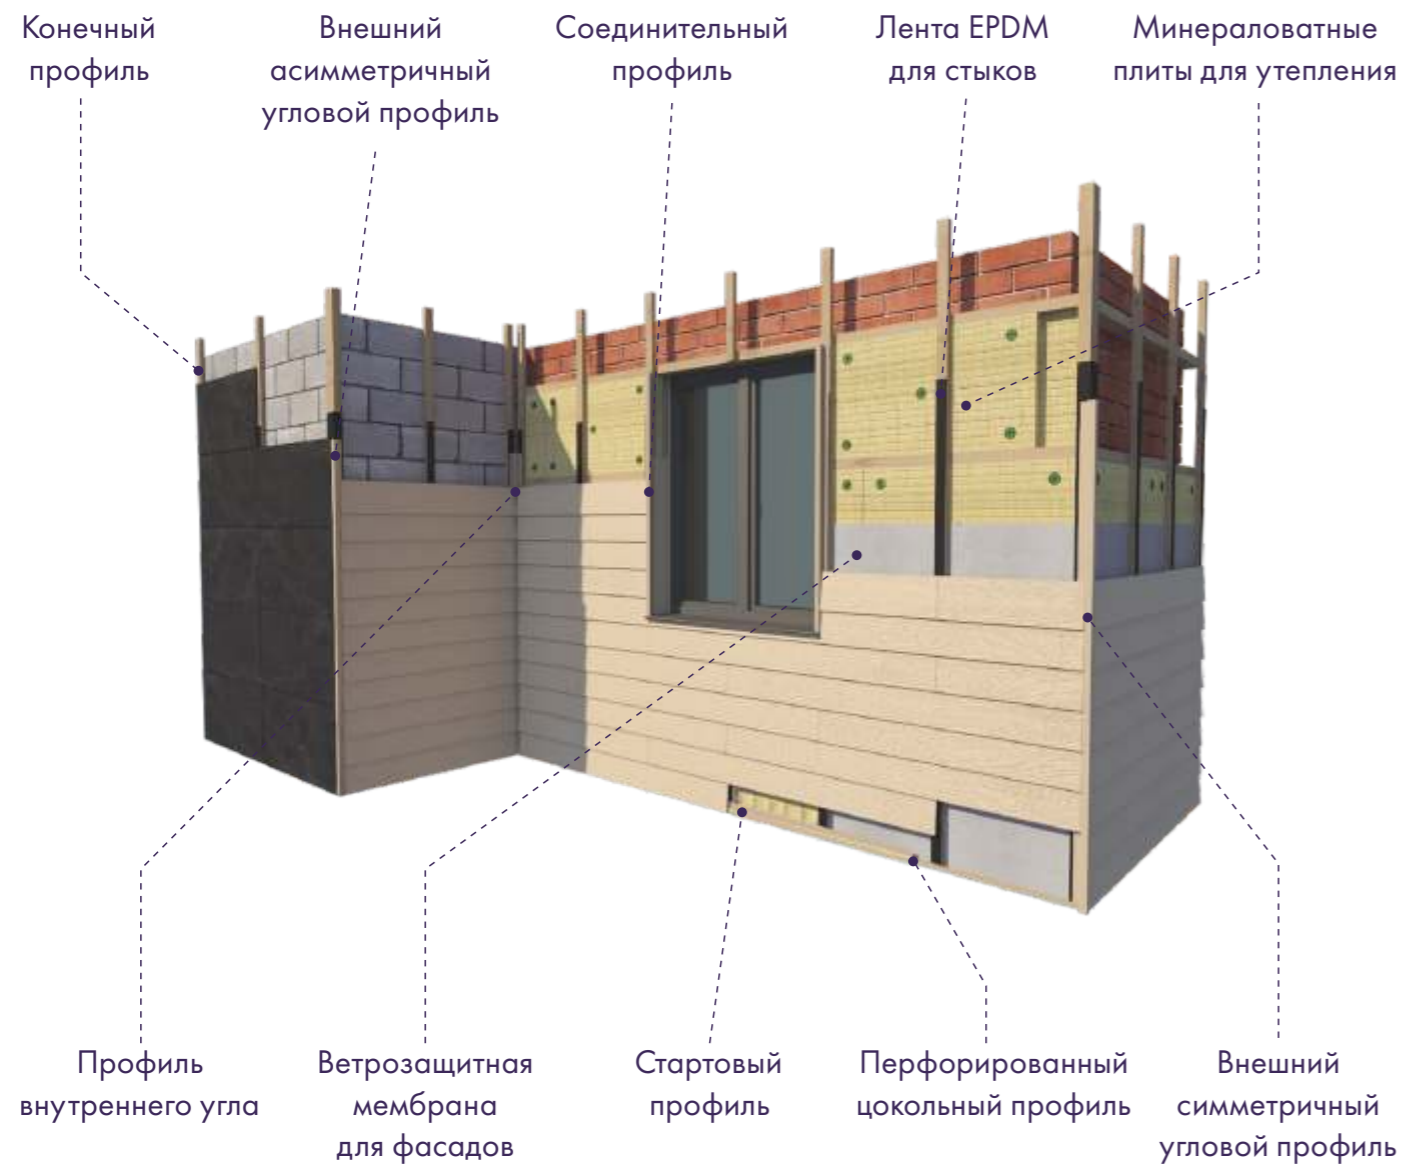 Конечный
профиль
Внешний
асимметричный
угловой профиль
Соединительный
профиль
Лента EPDM
для стыков
Минераловатные
плиты для утепления
Профиль
внутреннего угла
Ветрозащитная
мембрана
для фасадов
Стартовый
профиль
Перфорированный
цокольный профиль
Внешний
симметричный
угловой профиль